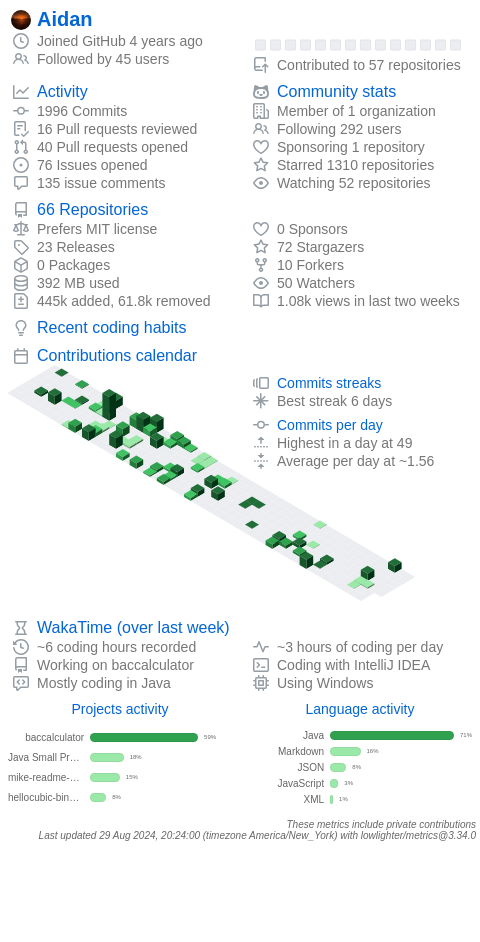 Aidan
Joined GitHub 4 years ago
Followed by 45 users
Contributed to 57 repositories
Activity
1996 Commits
16 Pull requests reviewed
40 Pull requests opened
76 Issues opened
135 issue comments
Community stats
Member of 1 organization
Following 292 users
Sponsoring 1 repository
Starred 1310 repositories
Watching 52 repositories
66 Repositories
Prefers MIT license
23 Releases
0 Packages
392 MB used
445k added, 61.8k removed
0 Sponsors
72 Stargazers
10 Forkers
50 Watchers
1.08k views in last two weeks
Recent coding habits
Contributions calendar
Commits streaks
Best streak 6 days
Commits per day
Highest in a day at 49
Average per day at ~1.56
WakaTime (over last week)
~6 coding hours recorded
Working on baccalculator
Mostly coding in Java
~3 hours of coding per day
Coding with IntelliJ IDEA
Using Windows
Projects activity
baccalculator 59%
Java Small Pr... 18%
mike-readme-... 15%
hellocubic-bin... 8%
Language activity
Java 71%
Markdown 16%
JSON 8%
JavaScript 3%
XML 1%
These metrics include private contributions
Last updated 29 Aug 2024, 20:24:00 (timezone America/New_York) with lowlighter/metrics@3.34.0